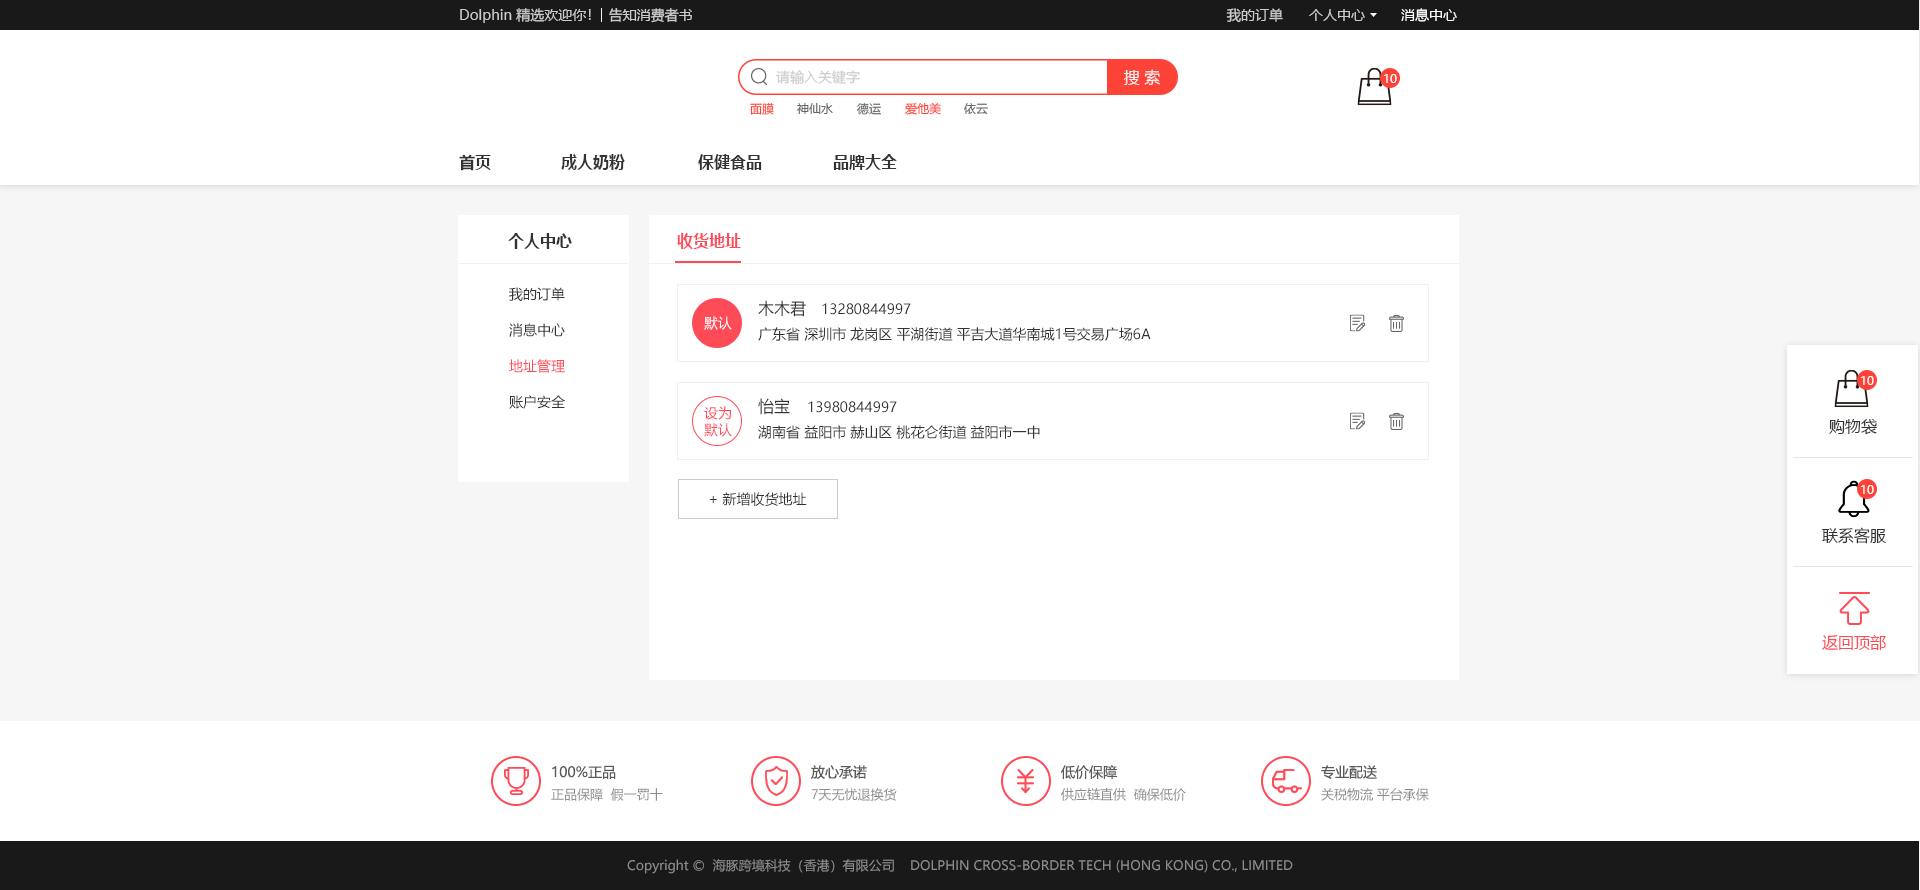 Dolphin 精选欢迎你！| 告知消费者书
我的订单 个人中心 消息中心
请输入关键字 搜 索
10
面膜 神仙水 德运 爱他美 依云
首页 成人奶粉 保健食品 品牌大全
个人中心
我的订单
消息中心
地址管理
账户安全
收货地址
默认
木木君 13280844997
广东省 深圳市 龙岗区 平湖街道 平吉大道华南城1号交易广场6A
设为
默认
怡宝 13980844997
湖南省 益阳市 赫山区 桃花仑街道 益阳市一中
+ 新增收货地址
10
购物袋
10
联系客服
返回顶部
100%正品
正品保障 假一罚十
放心承诺
7天无忧退换货
低价保障
供应链直供 确保低价
专业配送
关税物流 平台承保
Copyright © 海豚跨境科技（香港）有限公司 DOLPHIN CROSS-BORDER TECH (HONG KONG) CO., LIMITED